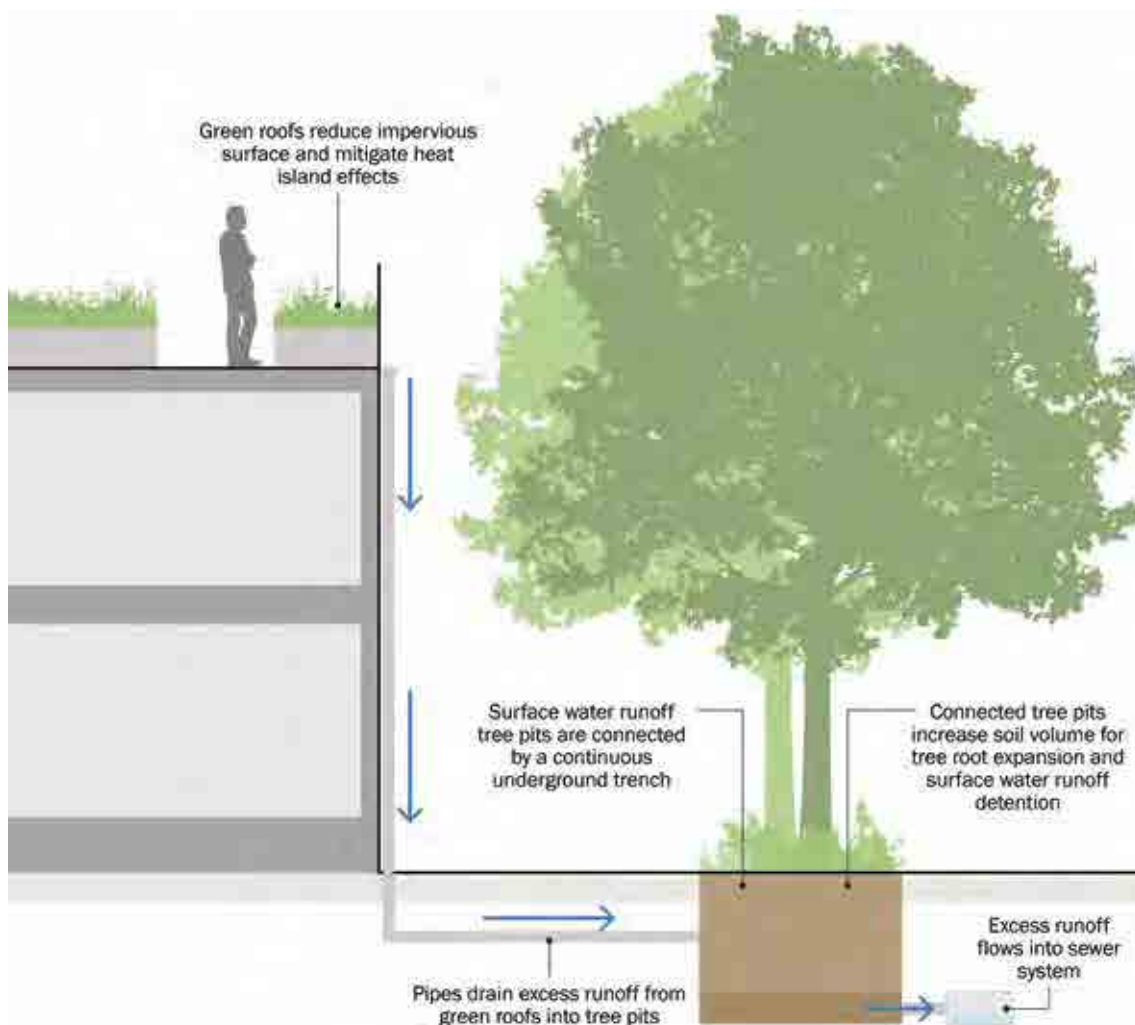 Green roofs reduce impervious
surface and mitigate heat
island effects
Surface water runoff
tree pits are connected
by a continuous
underground trench
Connected tree pits
increase soil volume for
tree root expansion and
surface water runoff
detention
Excess runoff
flows into sewer
system
Pipes drain excess runoff from
green roofs into tree pits